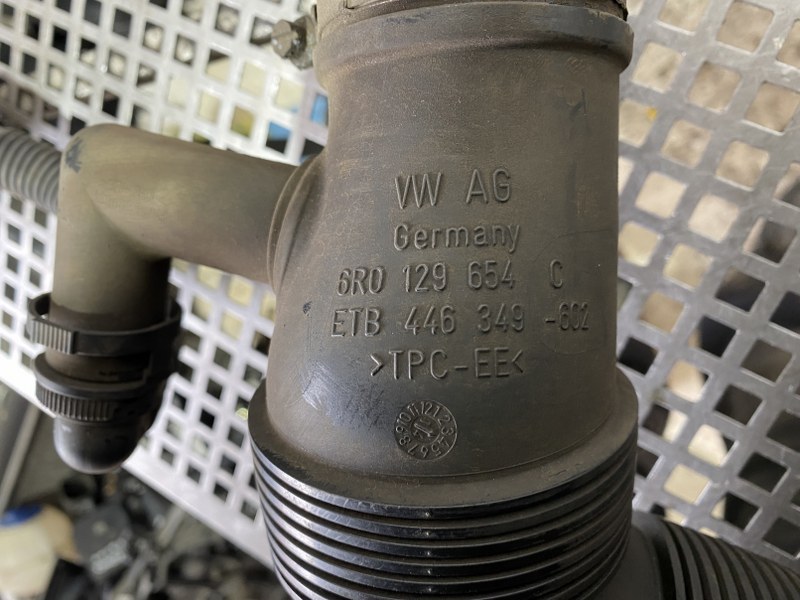 VW AG
Germany
6R0 129 654 C
ETB 446 349 -602
>TPC-EE<